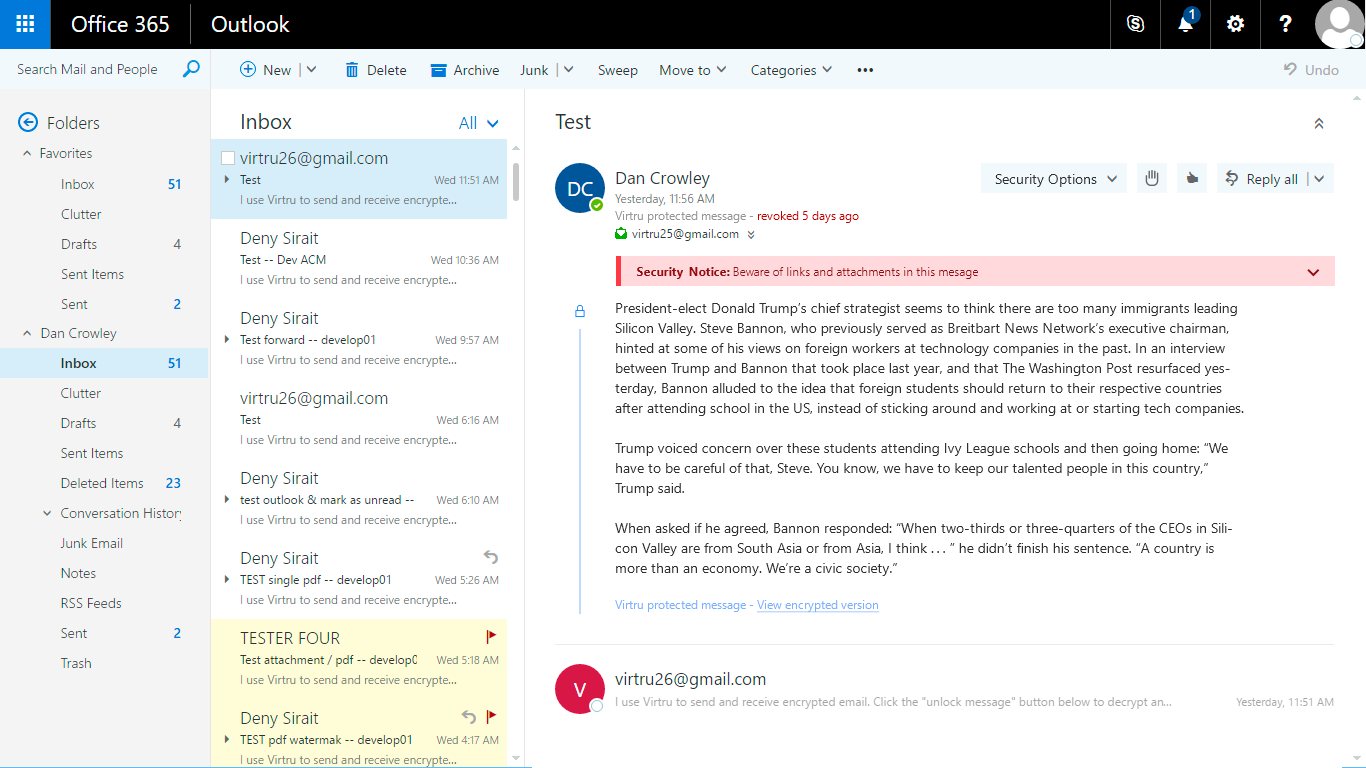 Office 365 Outlook 1 ?
Search Mail and People New Delete Archive Junk Sweep Move to Categories ••• Undo
Folders
Favorites
Inbox 51
Clutter
Drafts 4
Sent Items
Sent 2
Dan Crowley
Inbox 51
Clutter
Drafts 4
Sent Items
Deleted Items 23
Conversation History
Junk Email
Notes
RSS Feeds
Sent 2
Trash
Inbox All
virtru26@gmail.com
Test Wed 11:51 AM
I use Virtru to send and receive encrypte...
Deny Sirait
Test -- Dev ACM Wed 10:36 AM
I use Virtru to send and receive encrypte...
Deny Sirait
Test forward -- develop01 Wed 9:57 AM
I use Virtru to send and receive encrypte...
virtru26@gmail.com
Test Wed 6:16 AM
I use Virtru to send and receive encrypte...
Deny Sirait
test outlook & mark as unread -- Wed 6:10 AM
I use Virtru to send and receive encrypte...
Deny Sirait
TEST single pdf -- develop01 Wed 5:26 AM
I use Virtru to send and receive encrypte...
TESTER FOUR
Test attachment / pdf -- develop0 Wed 5:18 AM
I use Virtru to send and receive encrypte...
Deny Sirait
TEST pdf watermak -- develop01 Wed 4:17 AM
I use Virtru to send and receive encrypte...
Test
DC
Dan Crowley
Security Options Reply all
Yesterday, 11:56 AM
Virtru protected message - revoked 5 days ago
virtru25@gmail.com
Security Notice: Beware of links and attachments in this mesage
President-elect Donald Trump’s chief strategist seems to think there are too many immigrants leading
Silicon Valley. Steve Bannon, who previously served as Breitbart News Network’s executive chairman,
hinted at some of his views on foreign workers at technology companies in the past. In an interview
between Trump and Bannon that took place last year, and that The Washington Post resurfaced yes-
terday, Bannon alluded to the idea that foreign students should return to their respective countries
after attending school in the US, instead of sticking around and working at or starting tech companies.
Trump voiced concern over these students attending Ivy League schools and then going home: “We
have to be careful of that, Steve. You know, we have to keep our talented people in this country,”
Trump said.
When asked if he agreed, Bannon responded: “When two-thirds or three-quarters of the CEOs in Sili-
con Valley are from South Asia or from Asia, I think . . . ” he didn’t finish his sentence. “A country is
more than an economy. We’re a civic society.”
Virtru protected message - View encrypted version
V
virtru26@gmail.com
I use Virtru to send and receive encrypted email. Click the "unlock message" button below to decrypt an... Yesterday, 11:51 AM